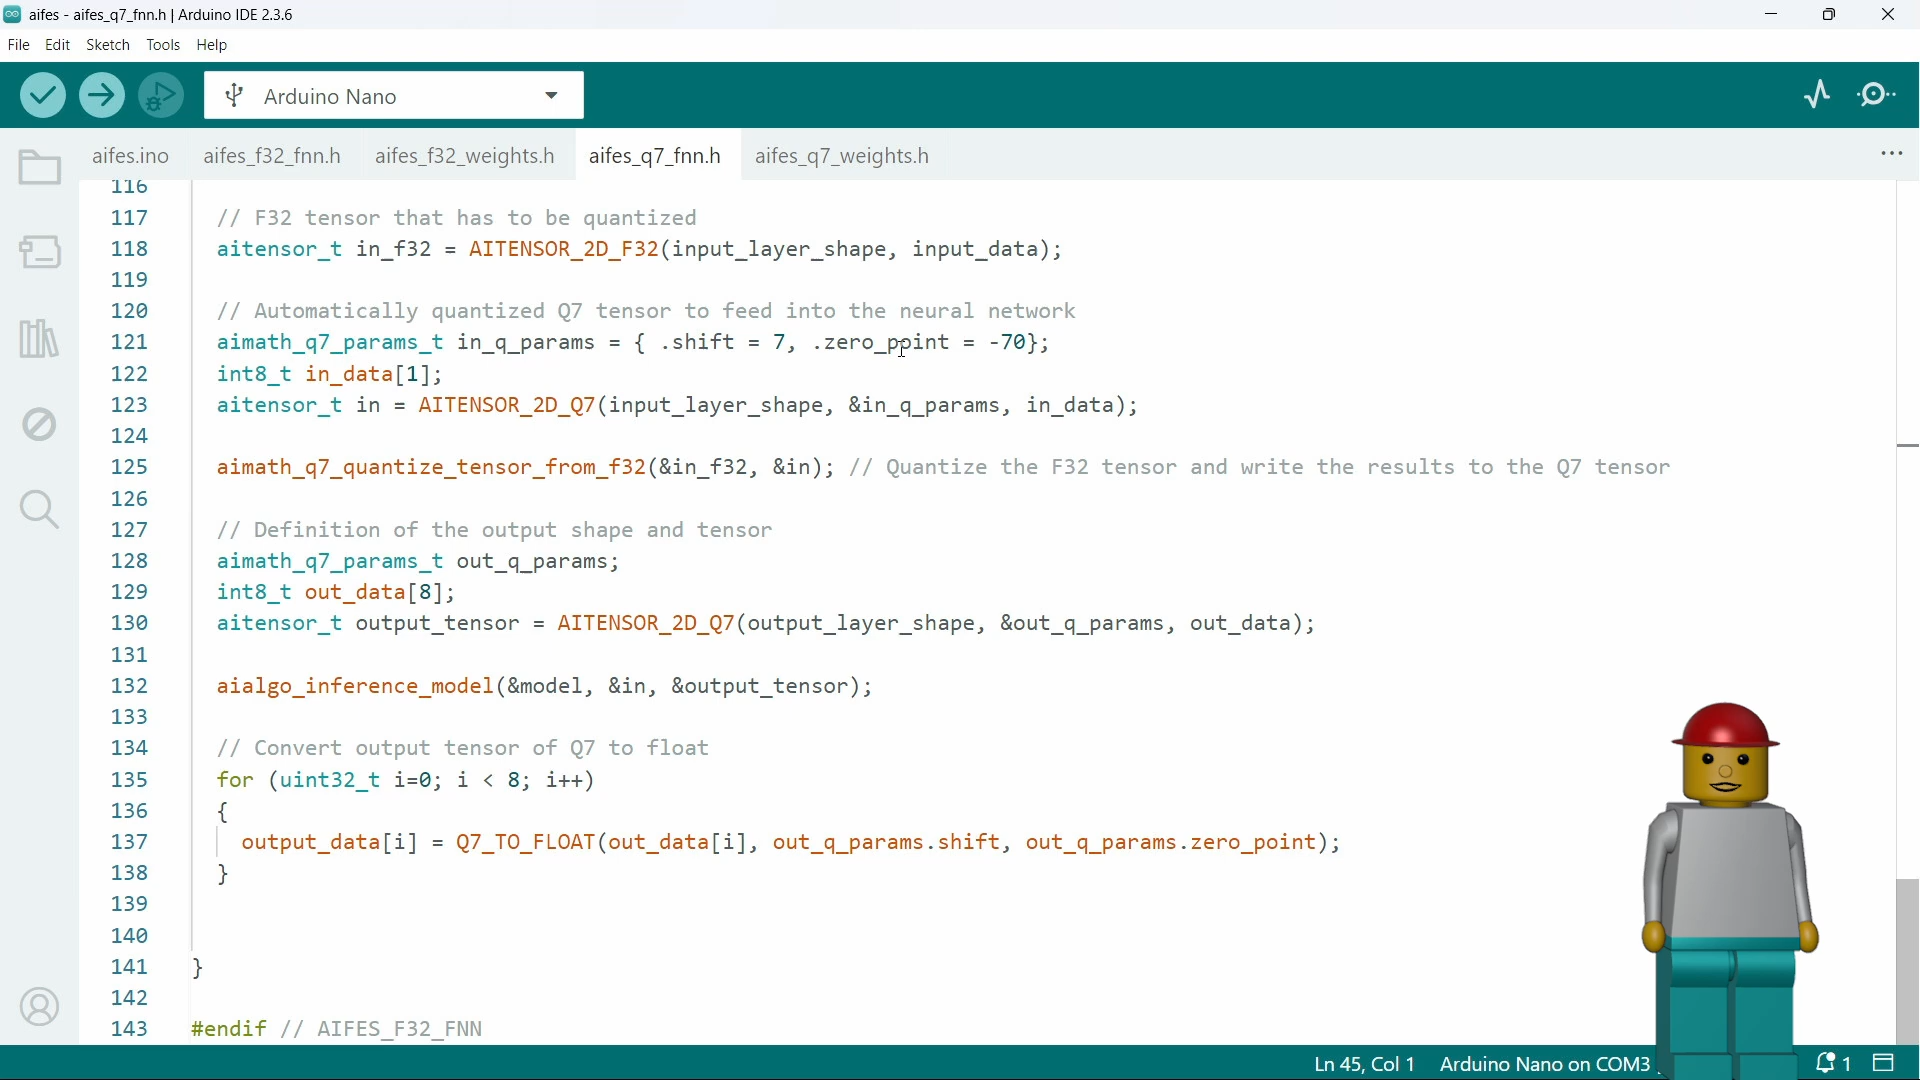 aifes - aifes_q7_fnn.h | Arduino IDE 2.3.6
File Edit Sketch Tools Help
Arduino Nano
aifes.ino aifes_f32_fnn.h aifes_f32_weights.h aifes_q7_fnn.h aifes_q7_weights.h
116
117 // F32 tensor that has to be quantized
118 aitensor_t in_f32 = AITENSOR_2D_F32(input_layer_shape, input_data);
119
120 // Automatically quantized Q7 tensor to feed into the neural network
121 aimath_q7_params_t in_q_params = { .shift = 7, .zero_point = -70};
122 int8_t in_data[1];
123 aitensor_t in = AITENSOR_2D_Q7(input_layer_shape, &in_q_params, in_data);
124
125 aimath_q7_quantize_tensor_from_f32(&in_f32, &in); // Quantize the F32 tensor and write the results to the Q7 tensor
126
127 // Definition of the output shape and tensor
128 aimath_q7_params_t out_q_params;
129 int8_t out_data[8];
130 aitensor_t output_tensor = AITENSOR_2D_Q7(output_layer_shape, &out_q_params, out_data);
131
132 aialgo_inference_model(&model, &in, &output_tensor);
133
134 // Convert output tensor of Q7 to float
135 for (uint32_t i=0; i < 8; i++)
136 {
137 output_data[i] = Q7_TO_FLOAT(out_data[i], out_q_params.shift, out_q_params.zero_point);
138 }
139
140
141 }
142
143 #endif // AIFES_F32_FNN
Ln 45, Col 1 Arduino Nano on COM3 1